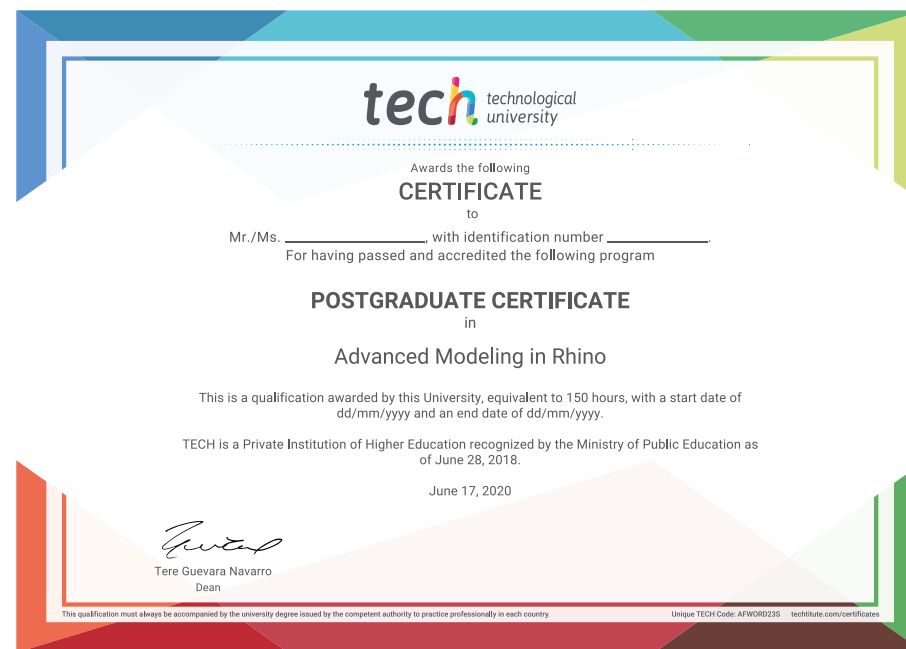 tech technological
university
Awards the following
CERTIFICATE
to
Mr./Ms. ____________________, with identification number ______________.
For having passed and accredited the following program
POSTGRADUATE CERTIFICATE
in
Advanced Modeling in Rhino
This is a qualification awarded by this University, equivalent to 150 hours, with a start date of
dd/mm/yyyy and an end date of dd/mm/yyyy.
TECH is a Private Institution of Higher Education recognized by the Ministry of Public Education as
of June 28, 2018.
June 17, 2020
Tere Guevara Navarro
Dean
This qualification must always be accompanied by the university degree issued by the competent authority to practice professionally in each country. Unique TECH Code: AFWORD23S techtitute.com/certificates